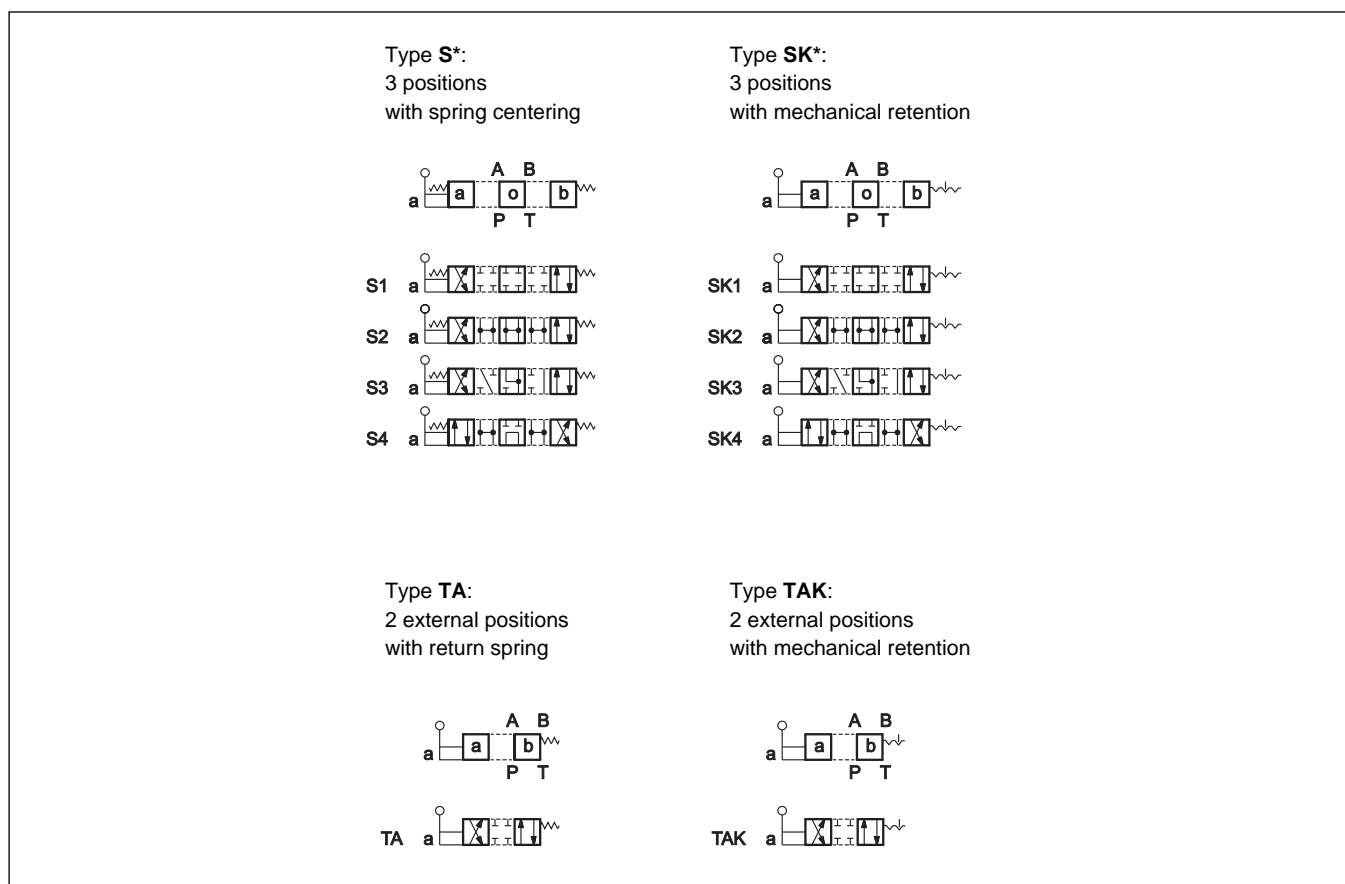 Type S*:
3 positions
with spring centering
A B
a a o b
P T
S1 a
S2 a
S3 a
S4 a
Type SK*:
3 positions
with mechanical retention
A B
a a o b
P T
SK1 a
SK2 a
SK3 a
SK4 a
Type TA:
2 external positions
with return spring
A B
a a b
P T
TA a
Type TAK:
2 external positions
with mechanical retention
A B
a a b
P T
TAK a